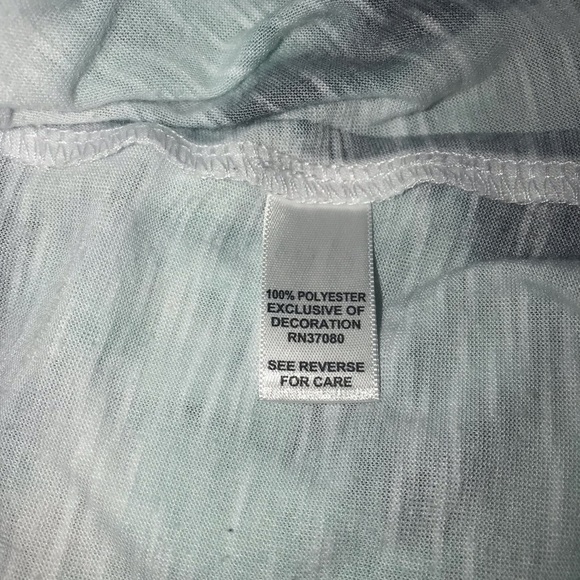 100% POLYESTER
EXCLUSIVE OF
DECORATION
RN37080
SEE REVERSE
FOR CARE